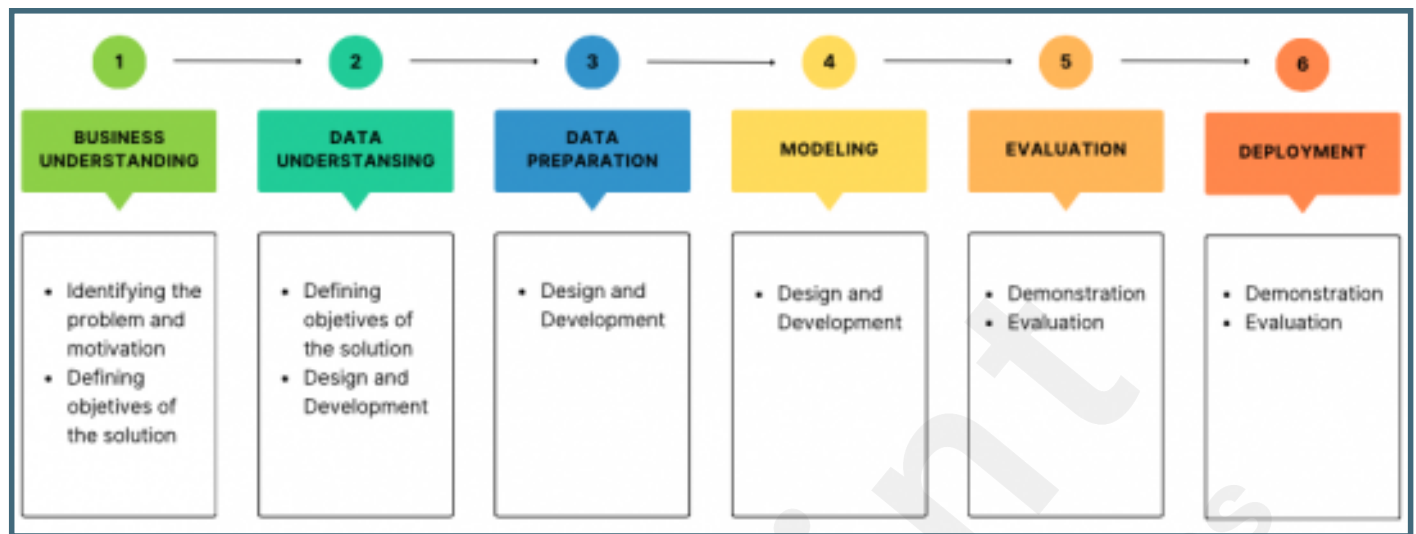 1
2
3
4
5
6
BUSINESS
UNDERSTANDING
DATA
UNDERSTANSING
DATA
PREPARATION
MODELING
EVALUATION
DEPLOYMENT
• Identifying the
problem and
motivation
• Defining
objetives of
the solution
• Defining
objetives of
the solution
• Design and
Development
• Design and
Development
• Design and
Development
• Demonstration
• Evaluation
• Demonstration
• Evaluation